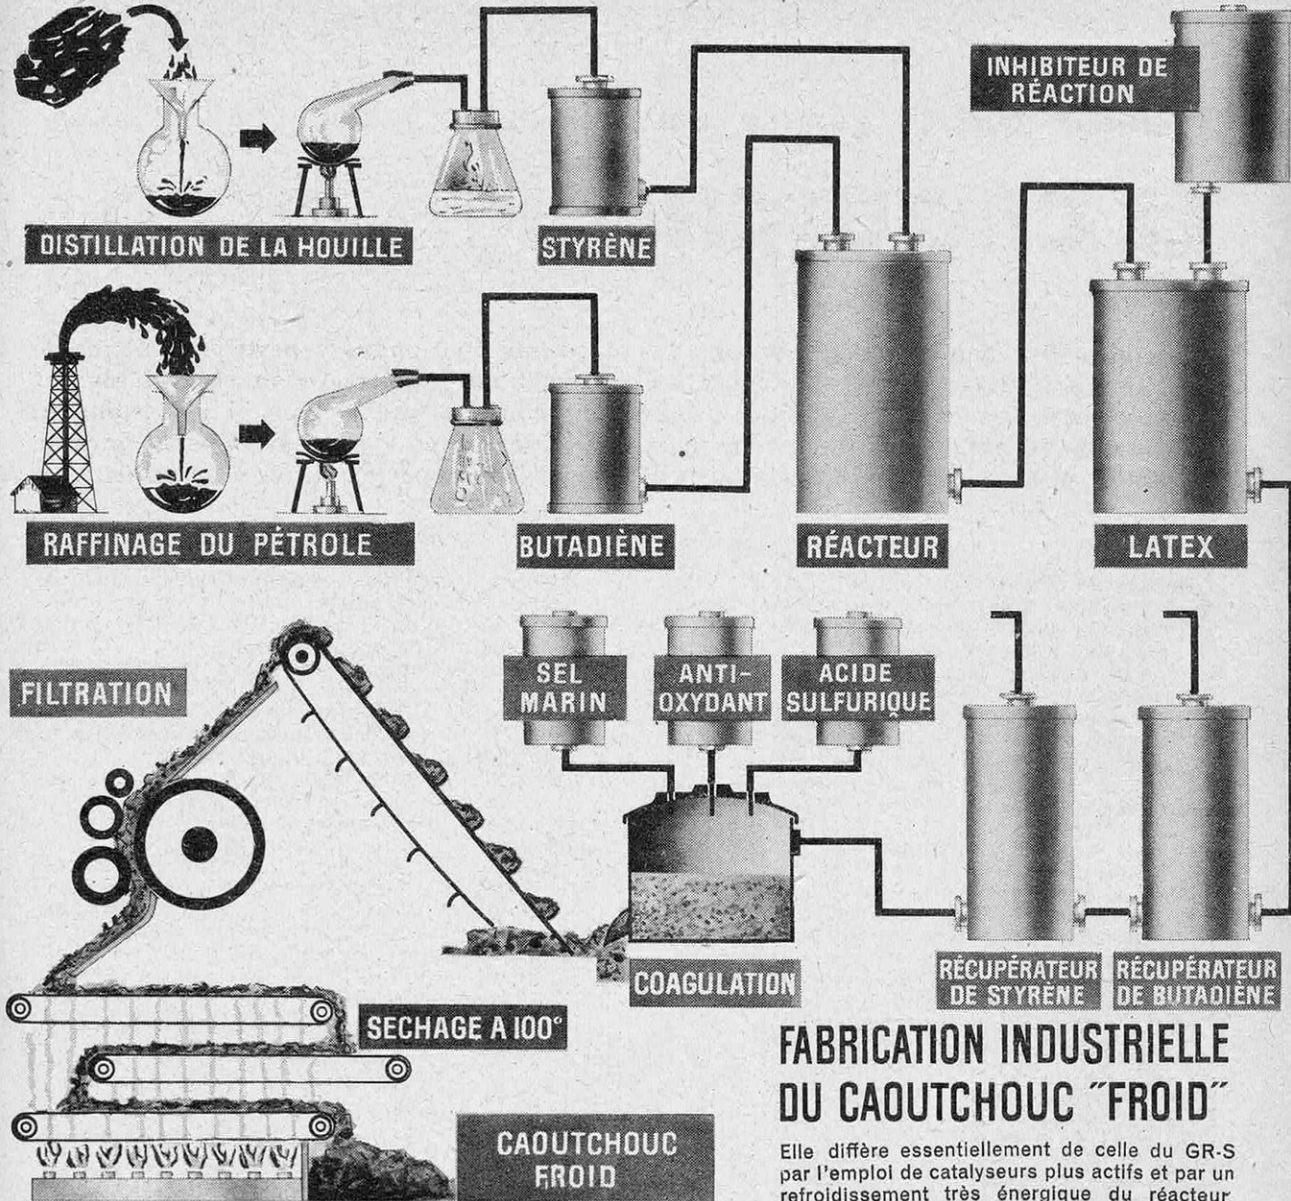 INHIBITEUR DE
RÉACTION
DISTILLATION DE LA HOUILLE
STYRÈNE
RAFFINAGE DU PÉTROLE
BUTADIÈNE
RÉACTEUR
LATEX
FILTRATION
SEL
MARIN
ANTI-
OXYDANT
ACIDE
SULFURIQUE
COAGULATION
RÉCUPÉRATEUR
DE STYRÈNE
RÉCUPÉRATEUR
DE BUTADIÈNE
SECHAGE A 100°
CAOUTCHOUC
FROID
FABRICATION INDUSTRIELLE
DU CAOUTCHOUC "FROID"
Elle diffère essentiellement de celle du GR-S
par l'emploi de catalyseurs plus actifs et par un
refroidissement très énergique du réacteur